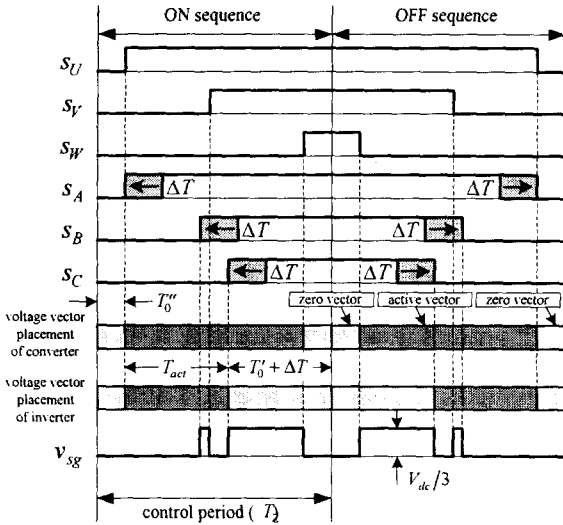 ON sequence OFF sequence
S_U
S_V
S_W
S_A ΔT ΔT
S_B ΔT ΔT
S_C ΔT ΔT
T_0'' zero vector active vector zero vector
voltage vector
placement
of converter
T_act T_0' + ΔT
voltage vector
placement
of inverter
v_sg
V_dc/3
control period ( T_2